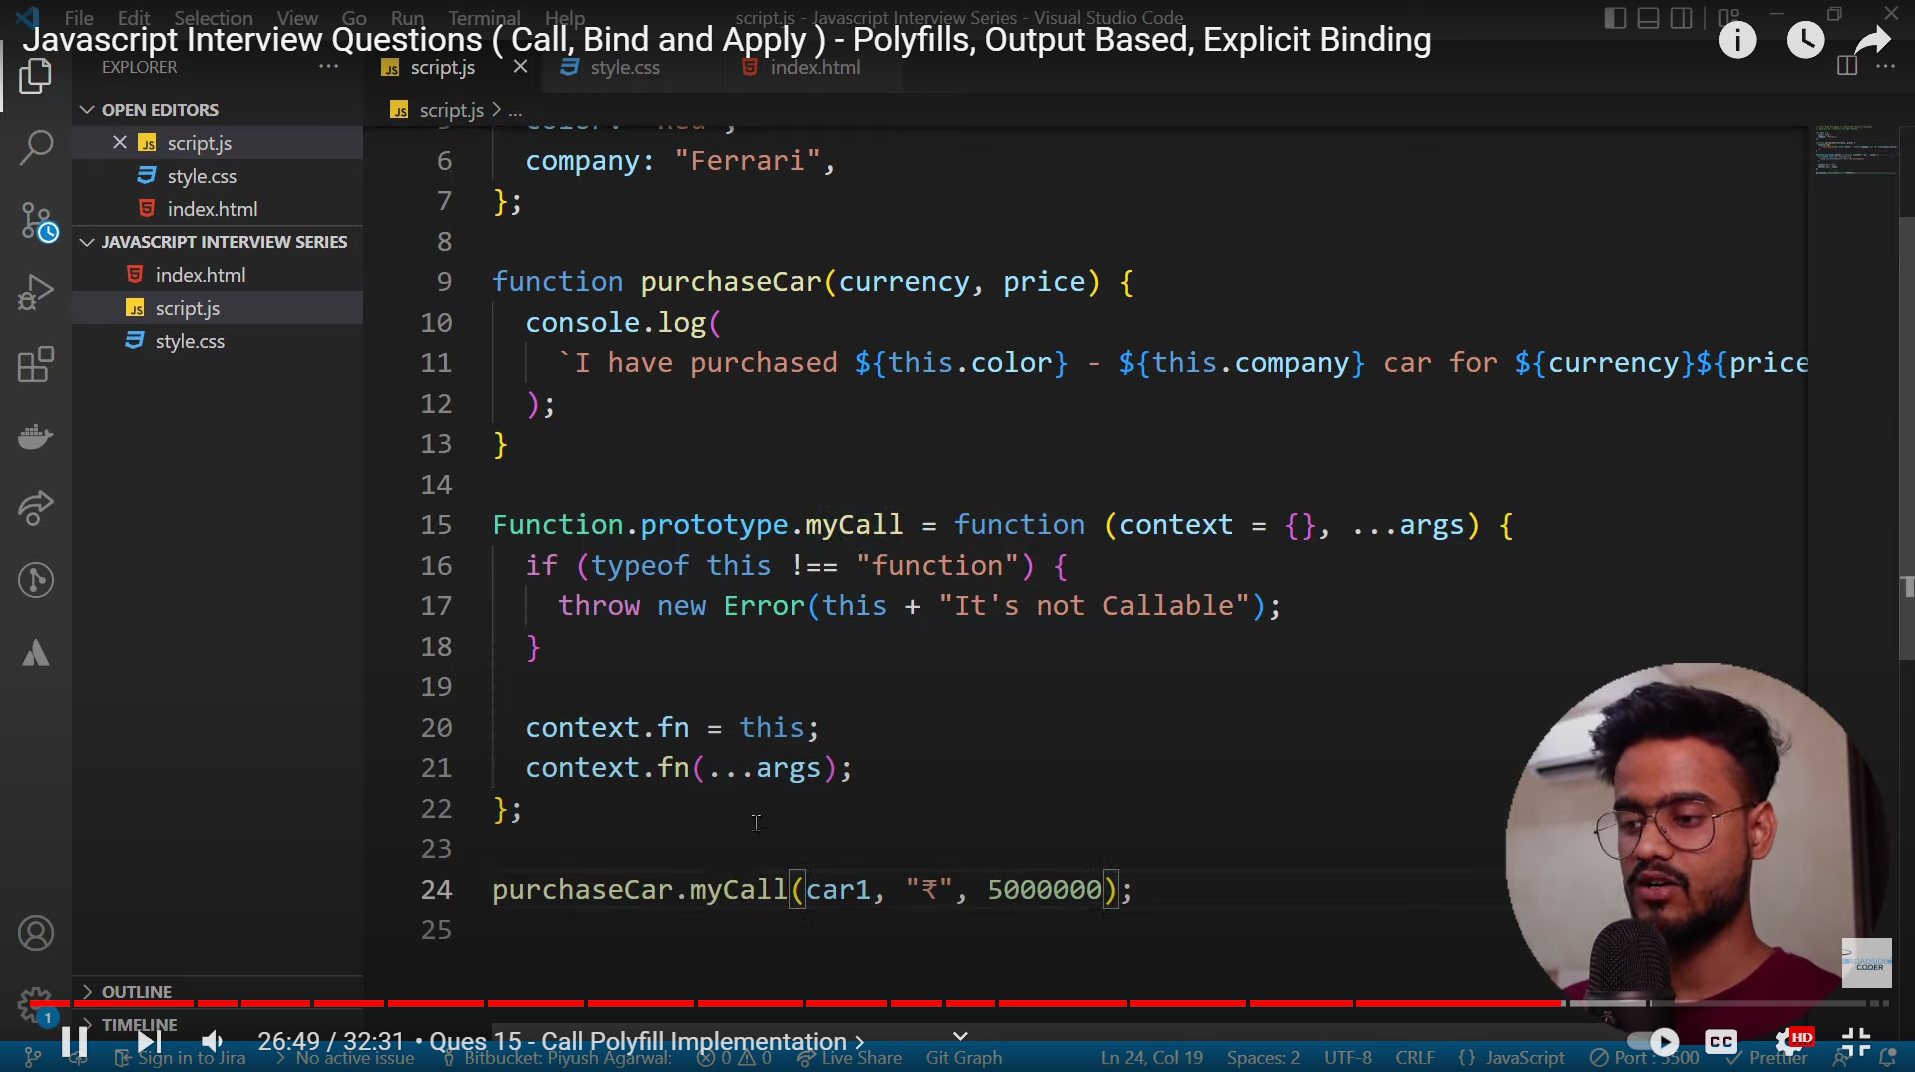 File Edit Selection View Go Run Terminal Help
script.js - Javascript Interview Series - Visual Studio Code
Javascript Interview Questions ( Call, Bind and Apply ) - Polyfills, Output Based, Explicit Binding
EXPLORER
script.js
style.css
index.html
OPEN EDITORS
script.js > ...
script.js
style.css
index.html
JAVASCRIPT INTERVIEW SERIES
index.html
script.js
style.css
color: "Red",
6 company: "Ferrari",
7 };
8
9 function purchaseCar(currency, price) {
10 console.log(
11 `I have purchased ${this.color} - ${this.company} car for ${currency}${price
12 );
13 }
14
15 Function.prototype.myCall = function (context = {}, ...args) {
16 if (typeof this !== "function") {
17 throw new Error(this + "It's not Callable");
18 }
19
20 context.fn = this;
21 context.fn(...args);
22 };
23
24 purchaseCar.myCall(car1, "₹", 5000000);
25
OUTLINE
TIMELINE
ROADSIDE
CODER
1
26:49 / 32:31 • Ques 15 - Call Polyfill Implementation
CC
HD
Sign in to Jira
No active issue
Bitbucket: Piyush Agarwal:
0 0
Live Share
Git Graph
Ln 24, Col 19
Spaces: 2
UTF-8
CRLF
{ } JavaScript
Port : 5500
Prettier